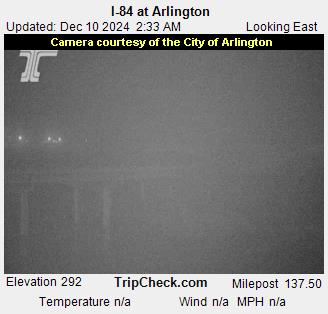 I-84 at Arlington
Updated: Dec 10 2024 2:33 AM Looking East
Camera courtesy of the City of Arlington
Elevation 292 TripCheck.com Milepost 137.50
Temperature n/a Wind n/a MPH n/a